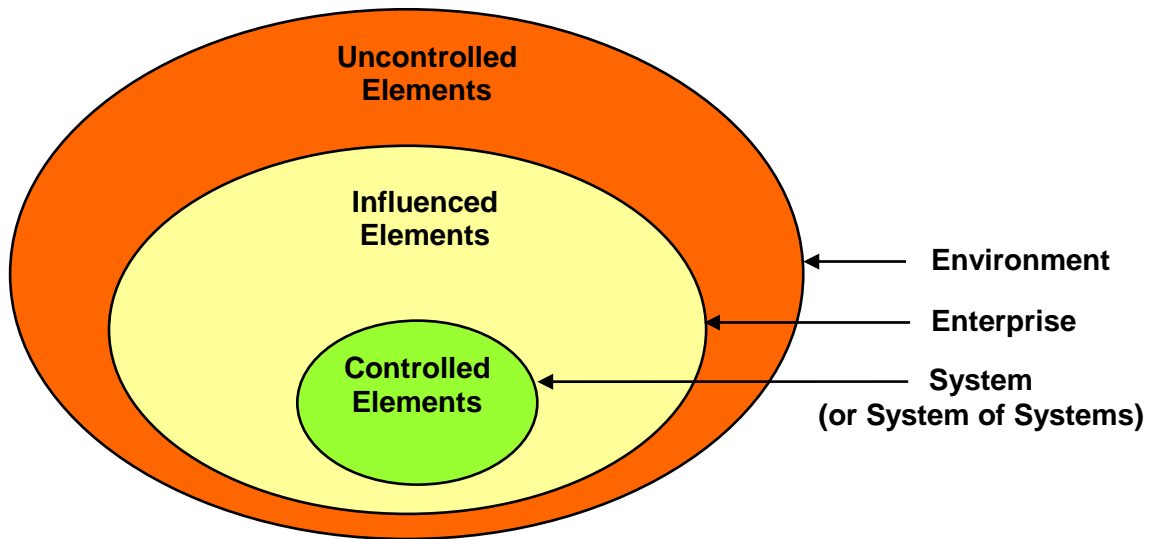 Uncontrolled
Elements
Influenced
Elements
Controlled
Elements
Environment
Enterprise
System
(or System of Systems)